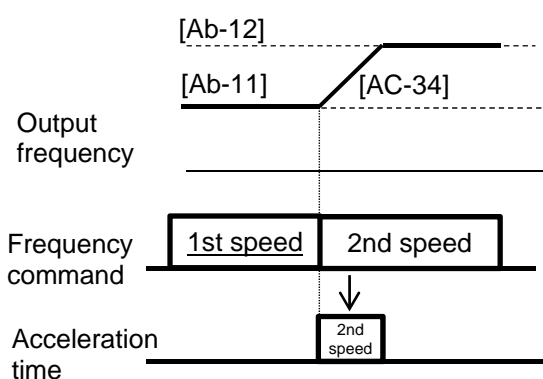 [Ab-12]
[Ab-11]
[AC-34]
Output
frequency
Frequency
command
1st speed
2nd speed
Acceleration
time
2nd
speed